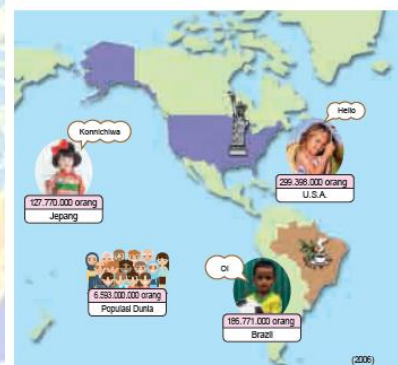 Hello
Konnichiwa
299.398.000 orang
U.S.A.
127.770.000 orang
Jepang
Oi
6.593.000.000 orang
Populasi Dunia
186.771.000 orang
Brazil
(2006)